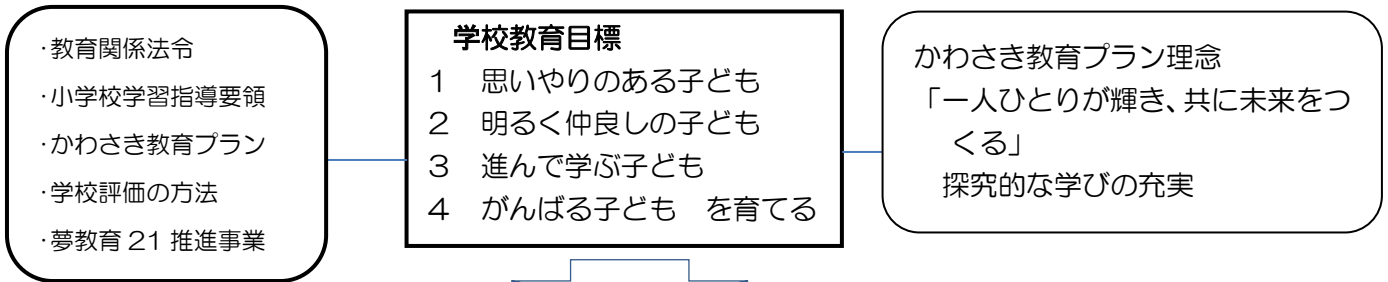 ・教育関係法令
・小学校学習指導要領
・かわさき教育プラン
・学校評価の方法
・夢教育21推進事業
学校教育目標
1 思いやりのある子ども
2 明るく仲良しの子ども
3 進んで学ぶ子ども
4 がんばる子ども を育てる
かわさき教育プラン理念
「一人ひとりが輝き、共に未来をつ
くる」
探究的な学びの充実